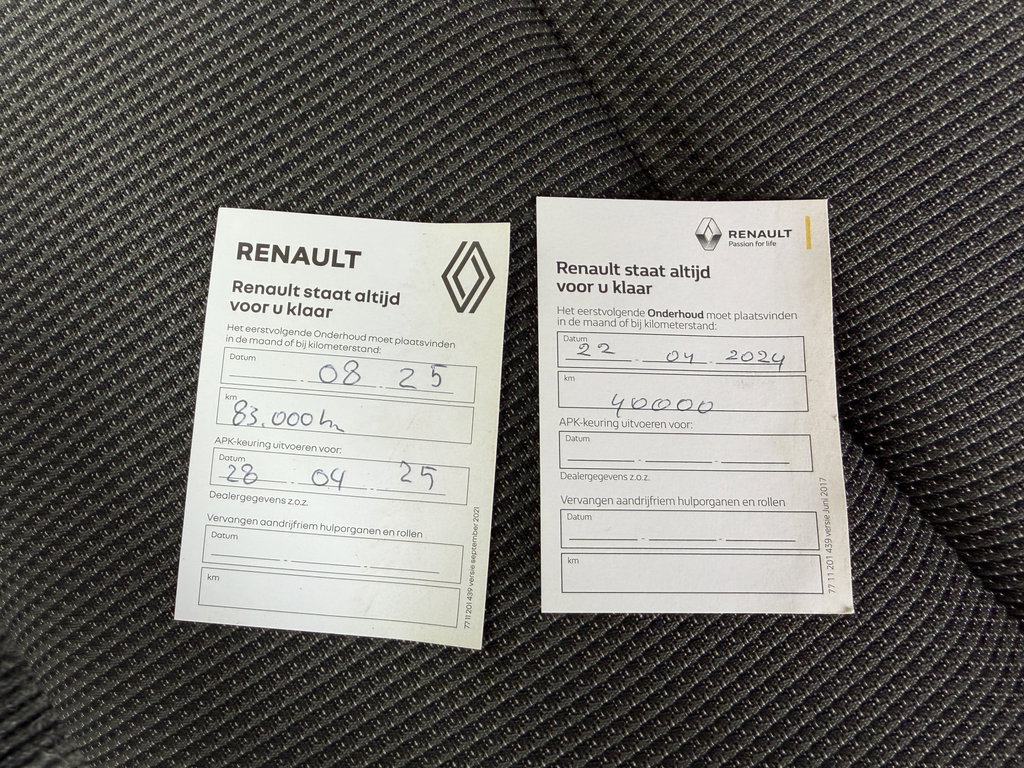 RENAULT
Renault staat altijd
voor u klaar
Het eerstvolgende Onderhoud moet plaatsvinden
in de maand of bij kilometerstand:
Datum
08 25
km
83.000 km
APK-keuring uitvoeren voor:
Datum
28 04 25
Dealergegevens z.o.z.
Vervangen aandrijfriem hulporganen en rollen
Datum
km
77 11 201 439 versie september 2021
RENAULT
Passion for life
Renault staat altijd
voor u klaar
Het eerstvolgende Onderhoud moet plaatsvinden
in de maand of bij kilometerstand:
Datum
22 04 2024
km
40000
APK-keuring uitvoeren voor:
Datum
Dealergegevens z.o.z.
Vervangen aandrijfriem hulporganen en rollen
Datum
km
77 11 201 439 versie Juni 2017